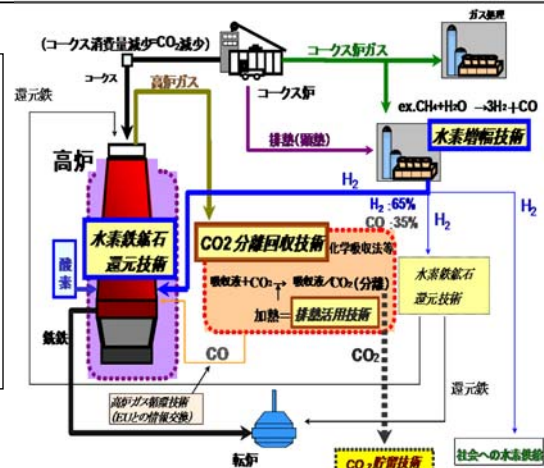 ガス処理
(コークス消費量減少=CO₂減少)
コークス炉ガス
コークス
高炉ガス
コークス炉
還元鉄
ex.CH₄+H₂O →3H₂+CO
排熱(顕熱)
水素増幅技術
高炉
H₂
H₂ :65%
CO :35%
H₂
H₂
水素鉄鉱石
還元技術
CO2分離回収技術
化学吸収法等
水素鉄鉱石
還元技術
酸素
吸収液+CO₂ → 吸収液/CO₂(分離)
加熱=
排熱活用技術
銑鉄
CO
CO₂
還元鉄
高炉ガス循環技術
(EUとの情報交換)
転炉
CO₂貯留技術
社会への水素供給